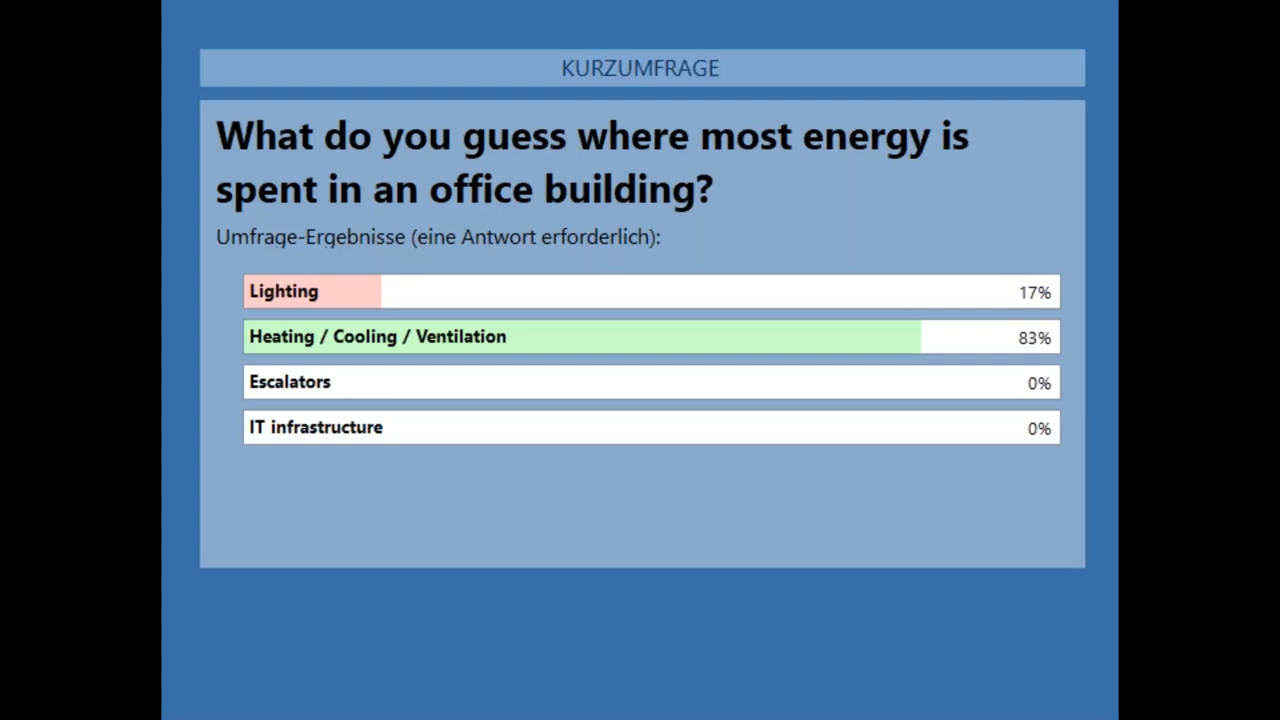 KURZUMFRAGE
What do you guess where most energy is
spent in an office building?
Umfrage-Ergebnisse (eine Antwort erforderlich):
Lighting 17%
Heating / Cooling / Ventilation 83%
Escalators 0%
IT infrastructure 0%